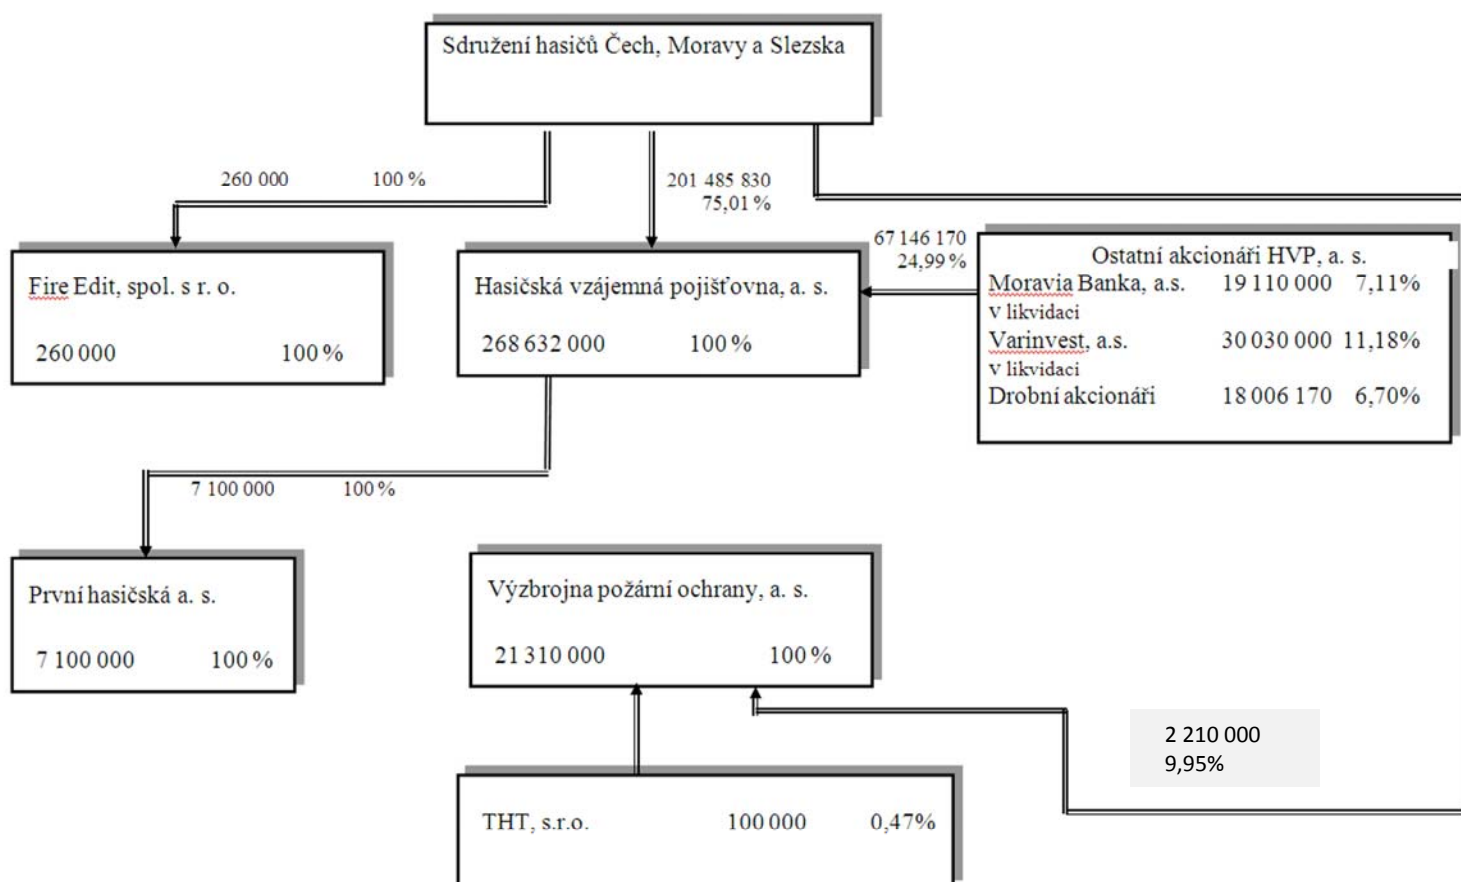 Sdružení hasičů Čech, Moravy a Slezska
260 000 100 %
201 485 830
75,01 %
67 146 170
24,99 %
Fire Edit, spol. s r. o.
260 000 100 %
Hasičská vzájemná pojišťovna, a. s.
268 632 000 100 %
Ostatní akcionáři HVP, a. s.
Moravia Banka, a.s. 19 110 000 7,11%
v likvidaci
Varinvest, a.s. 30 030 000 11,18%
v likvidaci
Drobní akcionáři 18 006 170 6,70%
7 100 000 100 %
První hasičská a. s.
7 100 000 100 %
Výzbrojna požární ochrany, a. s.
21 310 000 100 %
2 210 000
9,95%
THT, s.r.o. 100 000 0,47%